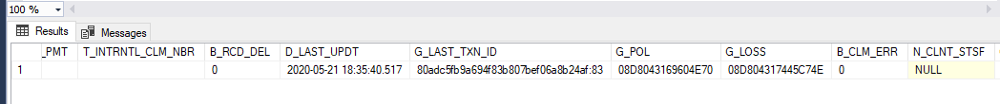 100 %
Results Messages
_PMT T_INTRNTL_CLM_NBR B_RCD_DEL D_LAST_UPDT G_LAST_TXN_ID G_POL G_LOSS B_CLM_ERR N_CLNT_STSF
1 0 2020-05-21 18:35:40.517 80adc5fb9a694f83b807bef06a8b24af:83 08D8043169604E70 08D804317445C74E 0 NULL